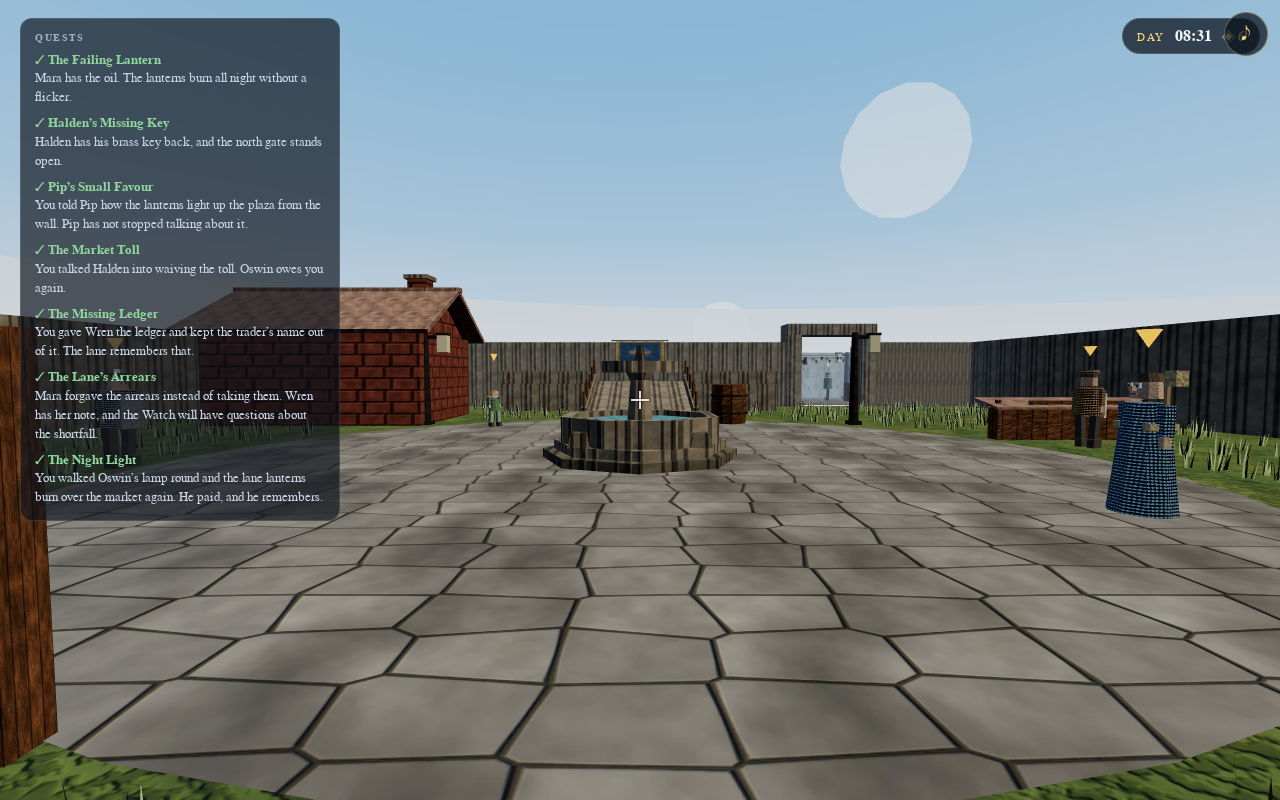 QUESTS
✓ The Failing Lantern
Mara has the oil. The lanterns burn all night without a
flicker.
✓ Halden’s Missing Key
Halden has his brass key back, and the north gate stands
open.
✓ Pip’s Small Favour
You told Pip how the lanterns light up the plaza from the
wall. Pip has not stopped talking about it.
✓ The Market Toll
You talked Halden into waiving the toll. Oswin owes you
again.
✓ The Missing Ledger
You gave Wren the ledger and kept the trader’s name out
of it. The lane remembers that.
✓ The Lane’s Arrears
Mara forgave the arrears instead of taking them. Wren
has her note, and the Watch will have questions about
the shortfall.
✓ The Night Light
You walked Oswin’s lamp round and the lane lanterns
burn over the market again. He paid, and he remembers.
DAY 08:31